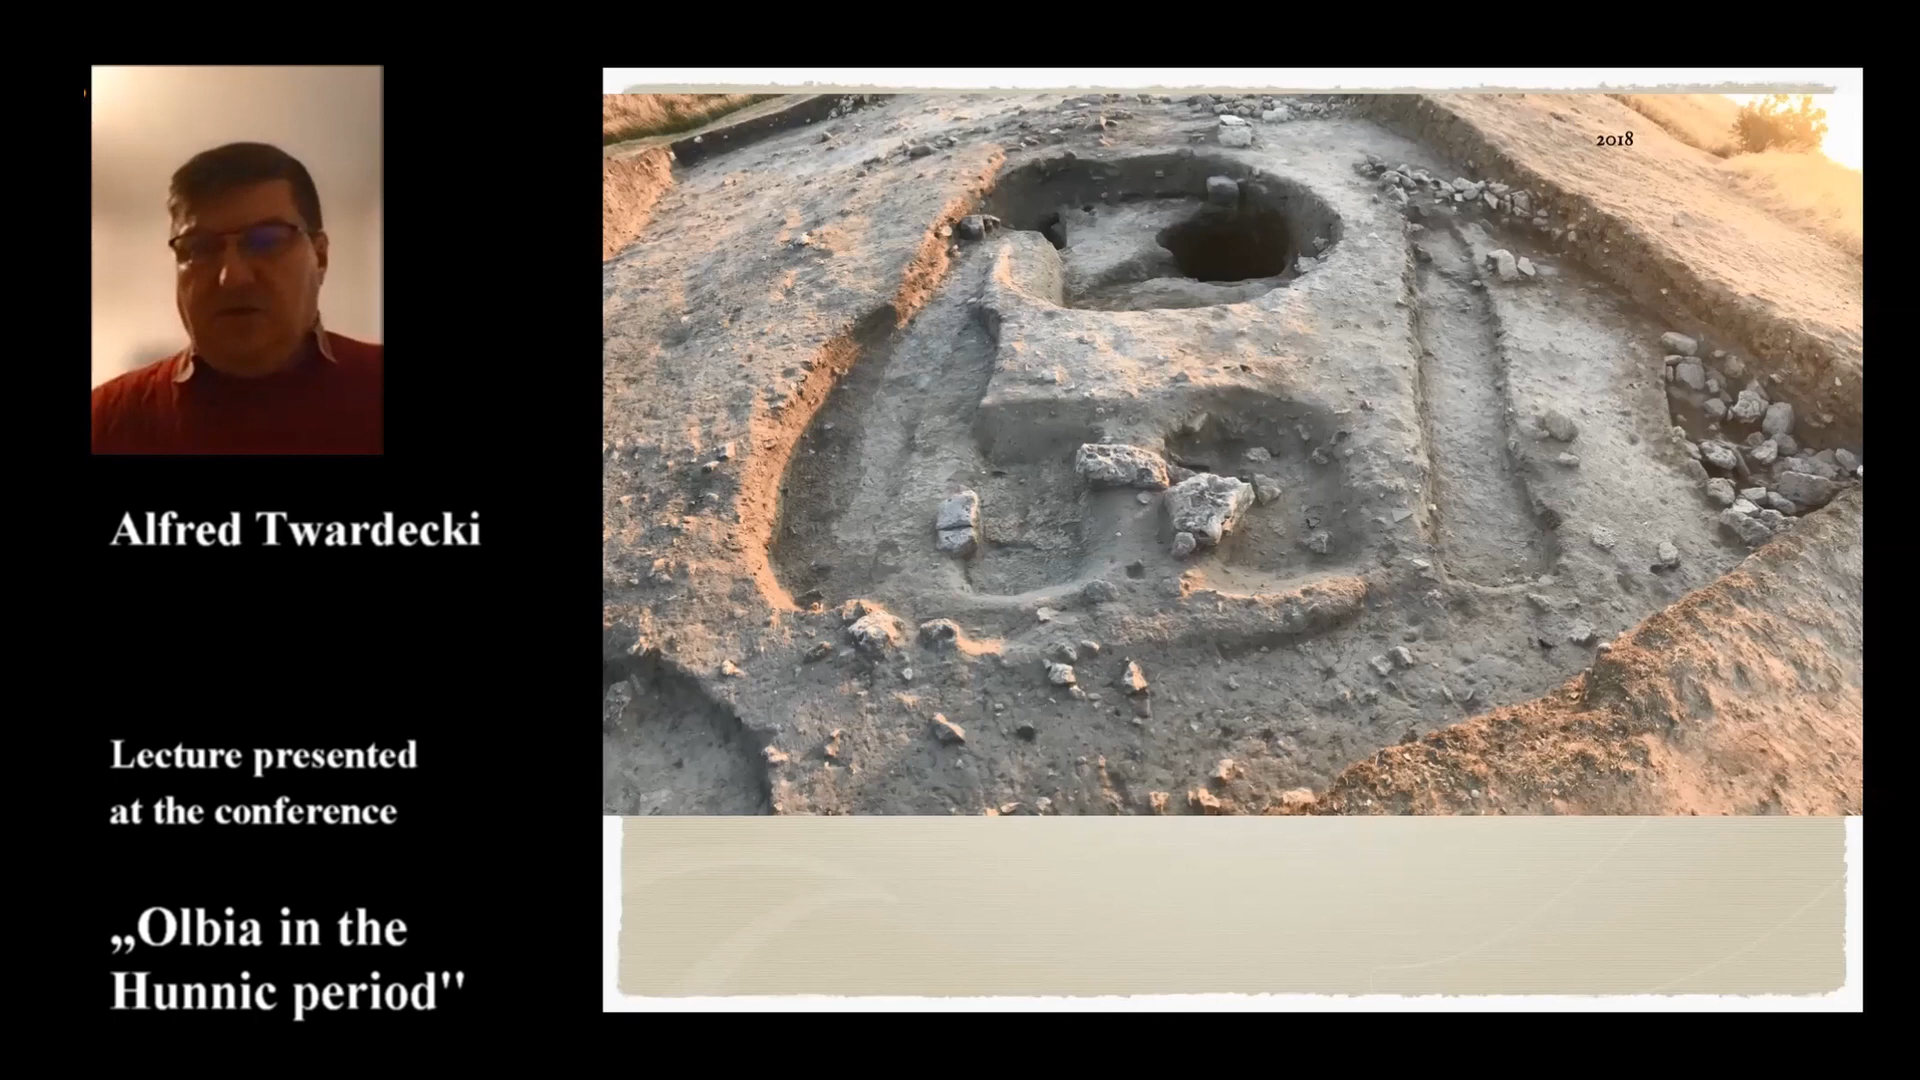 Alfred Twardecki
Lecture presented
at the conference
„Olbia in the
Hunnic period"
2018